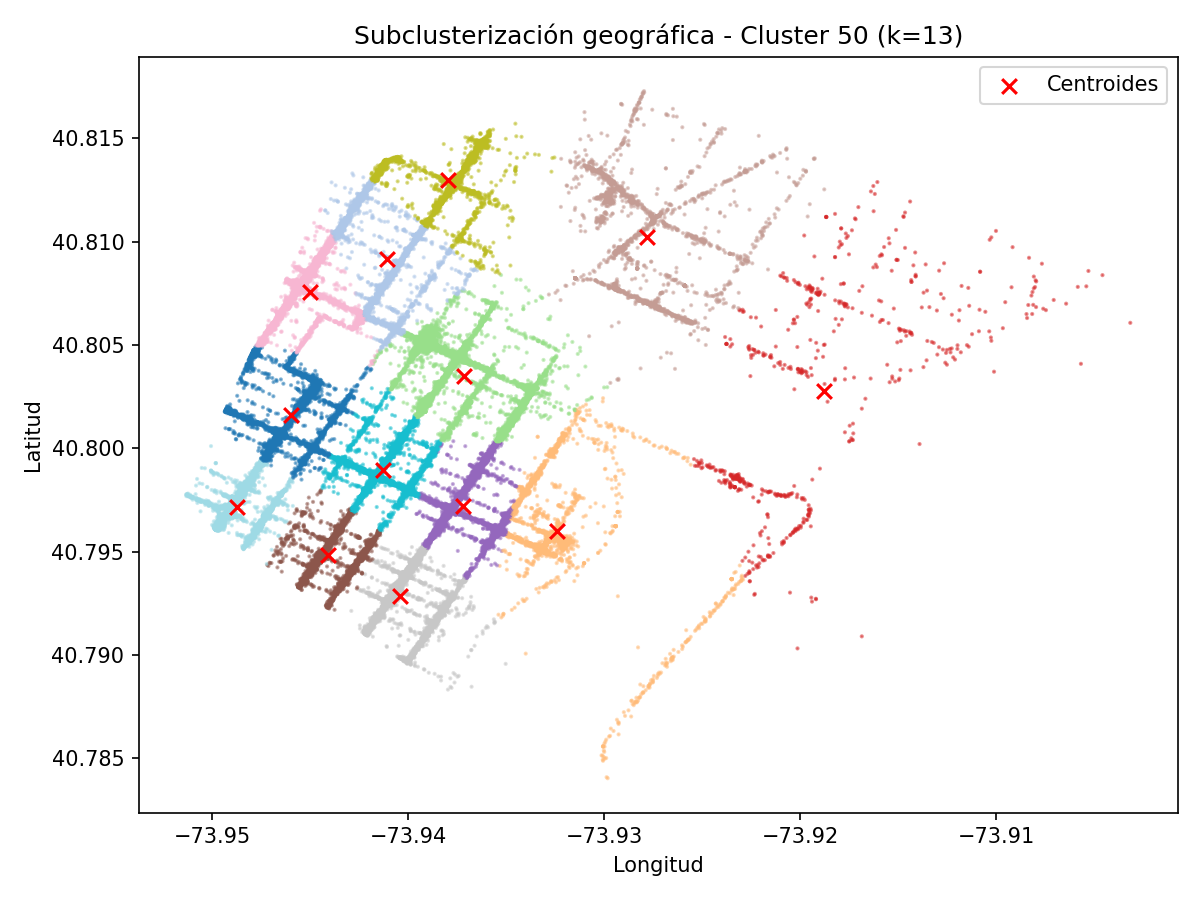 Subclusterización geográfica - Cluster 50 (k=13)
Centroides
40.815
40.810
40.805
40.800
40.795
40.790
40.785
Latitud
−73.95 −73.94 −73.93 −73.92 −73.91
Longitud